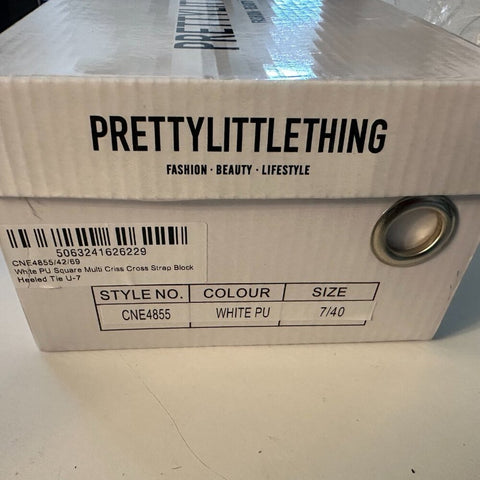 PRETTYLITTLETHING
PRETTYLITTLETHING
FASHION · BEAUTY · LIFESTYLE
5063241626229
CNE4855/42/69
White PU Square Multi Criss Cross Strap Block
Heeled Tie U-7
STYLE NO. COLOUR SIZE
CNE4855 WHITE PU 7/40